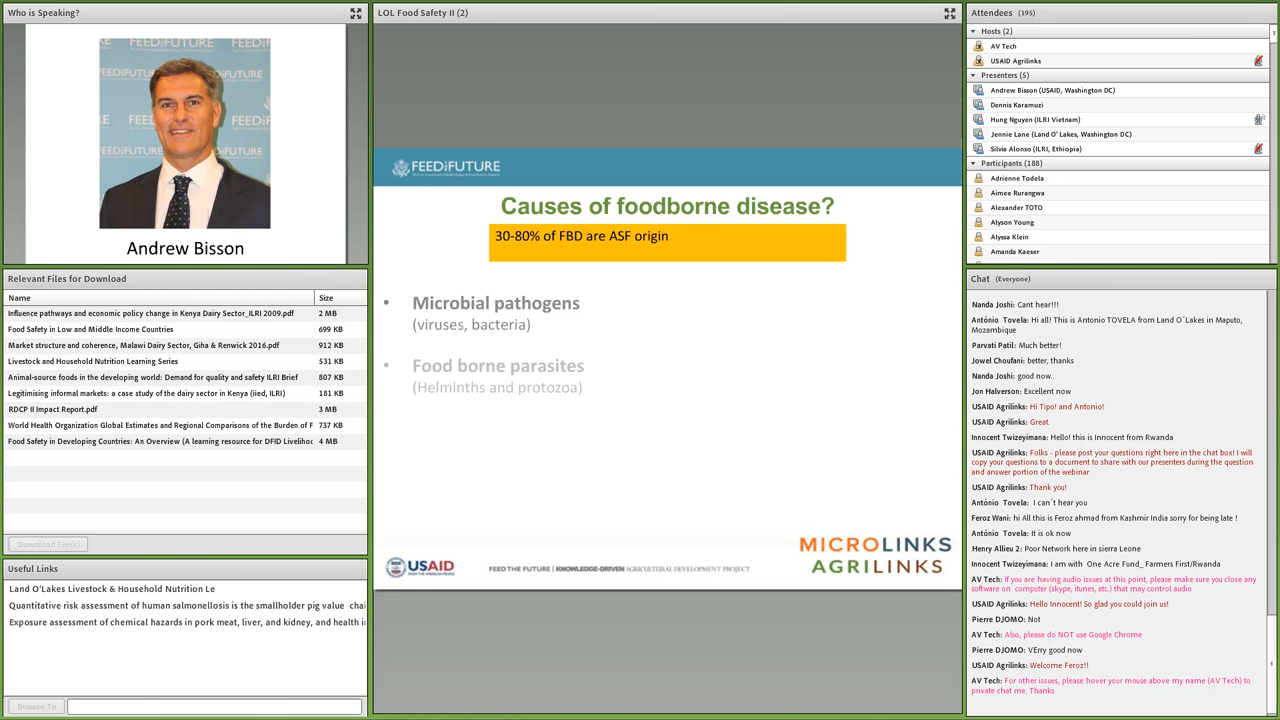 Who is Speaking?
FEED FUTURE
FEED FUTURE
Andrew Bisson
Relevant Files for Download
Name Size
Influence pathways and economic policy change in Kenya Dairy Sector_ILRI 2009.pdf 2 MB
Food Safety in Low and Middle Income Countries 699 KB
Market structure and coherence, Malawi Dairy Sector, Giha & Renwick 2016.pdf 912 KB
Livestock and Household Nutrition Learning Series 531 KB
Animal-source foods in the developing world: Demand for quality and safety ILRI Brief 807 KB
Legitimising informal markets: a case study of the dairy sector in Kenya (iied, ILRI) 181 KB
RDCP II Impact Report.pdf 3 MB
World Health Organization Global Estimates and Regional Comparisons of the Burden of F 737 KB
Food Safety in Developing Countries: An Overview (A learning resource for DFID Livelihoc 4 MB
Download File(s)
Useful Links
Land O'Lakes Livestock & Household Nutrition Le
Quantitative risk assessment of human salmonellosis is the smallholder pig value chai
Exposure assessment of chemical hazards in pork meat, liver, and kidney, and health i
Browse To
LOL Food Safety II (2)
FEED THE FUTURE
Causes of foodborne disease?
30-80% of FBD are ASF origin
• Microbial pathogens
(viruses, bacteria)
• Food borne parasites
(Helminths and protozoa)
USAID
FROM THE AMERICAN PEOPLE
FEED THE FUTURE | KNOWLEDGE-DRIVEN AGRICULTURAL DEVELOPMENT PROJECT
MICROLINKS
AGRILINKS
Attendees (195)
Hosts (2)
AV Tech
USAID Agrilinks
Presenters (5)
Andrew Bisson (USAID, Washington DC)
Dennis Karamuzi
Hung Nguyen (ILRI Vietnam)
Jennie Lane (Land O' Lakes, Washington DC)
Silvia Alonso (ILRI, Ethiopia)
Participants (188)
Adrienne Todela
Aimee Rurangwa
Alexander TOTO
Alyson Young
Alyssa Klein
Amanda Kaeser
Chat (Everyone)
Nanda Joshi: Cant hear!!!
António Tovela: Hi all! This is Antonio TOVELA from Land O´Lakes in Maputo,
Mozambique
Parvati Patil: Much better!
Jowel Choufani: better, thanks
Nanda Joshi: good now..
Jon Halverson: Excellent now
USAID Agrilinks: Hi Tipo! and Antonio!
USAID Agrilinks: Great.
Innocent Twizeyimana: Hello! this is Innocent from Rwanda
USAID Agrilinks: Folks - please post your questions right here in the chat box! I will
copy your questions to a document to share with our presenters during the question
and answer portion of the webinar
USAID Agrilinks: Thank you!
António Tovela: I can´t hear you
Feroz Wani: hi All this is Feroz ahmad from Kashmir India sorry for being late !
António Tovela: It is ok now
Henry Allieu 2: Poor Network here in sierra Leone
Innocent Twizeyimana: I am with One Acre Fund_ Farmers First/Rwanda
AV Tech: If you are having audio issues at this point, please make sure you close any
software on computer (skype, itunes, etc.) that may control audio
USAID Agrilinks: Hello Innocent! So glad you could join us!
Pierre DJOMO: Not
AV Tech: Also, please do NOT use Google Chrome
Pierre DJOMO: VErry good now
USAID Agrilinks: Welcome Feroz!!
AV Tech: For other issues, please hover your mouse above my name (AV Tech) to
private chat me. Thanks